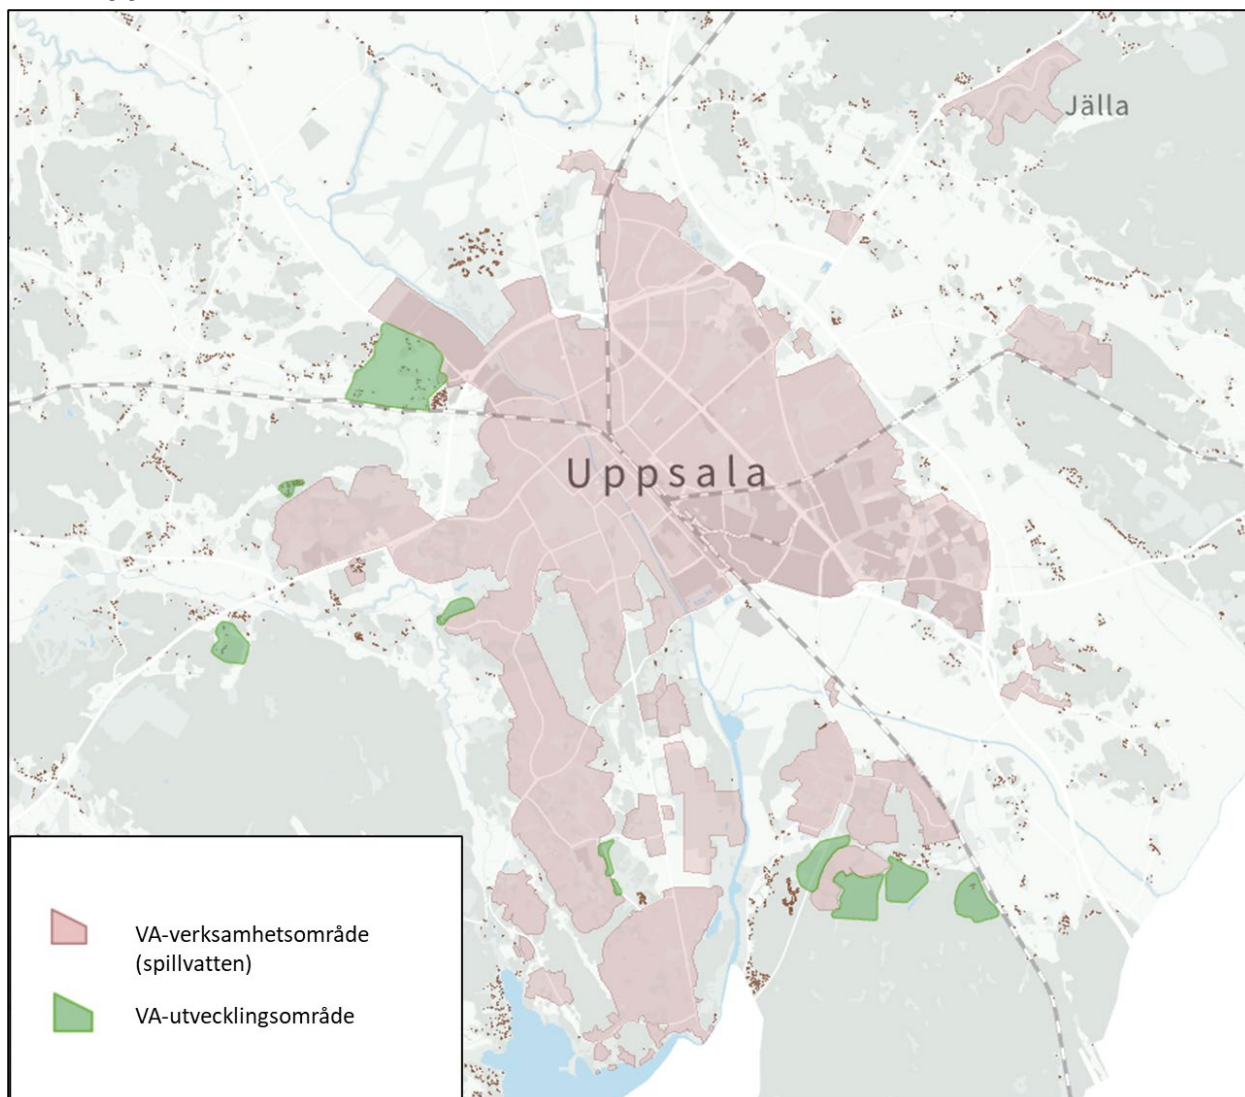 Jälla
Uppsala
VA-verksamhetsområde
(spillvatten)
VA-utvecklingsområde